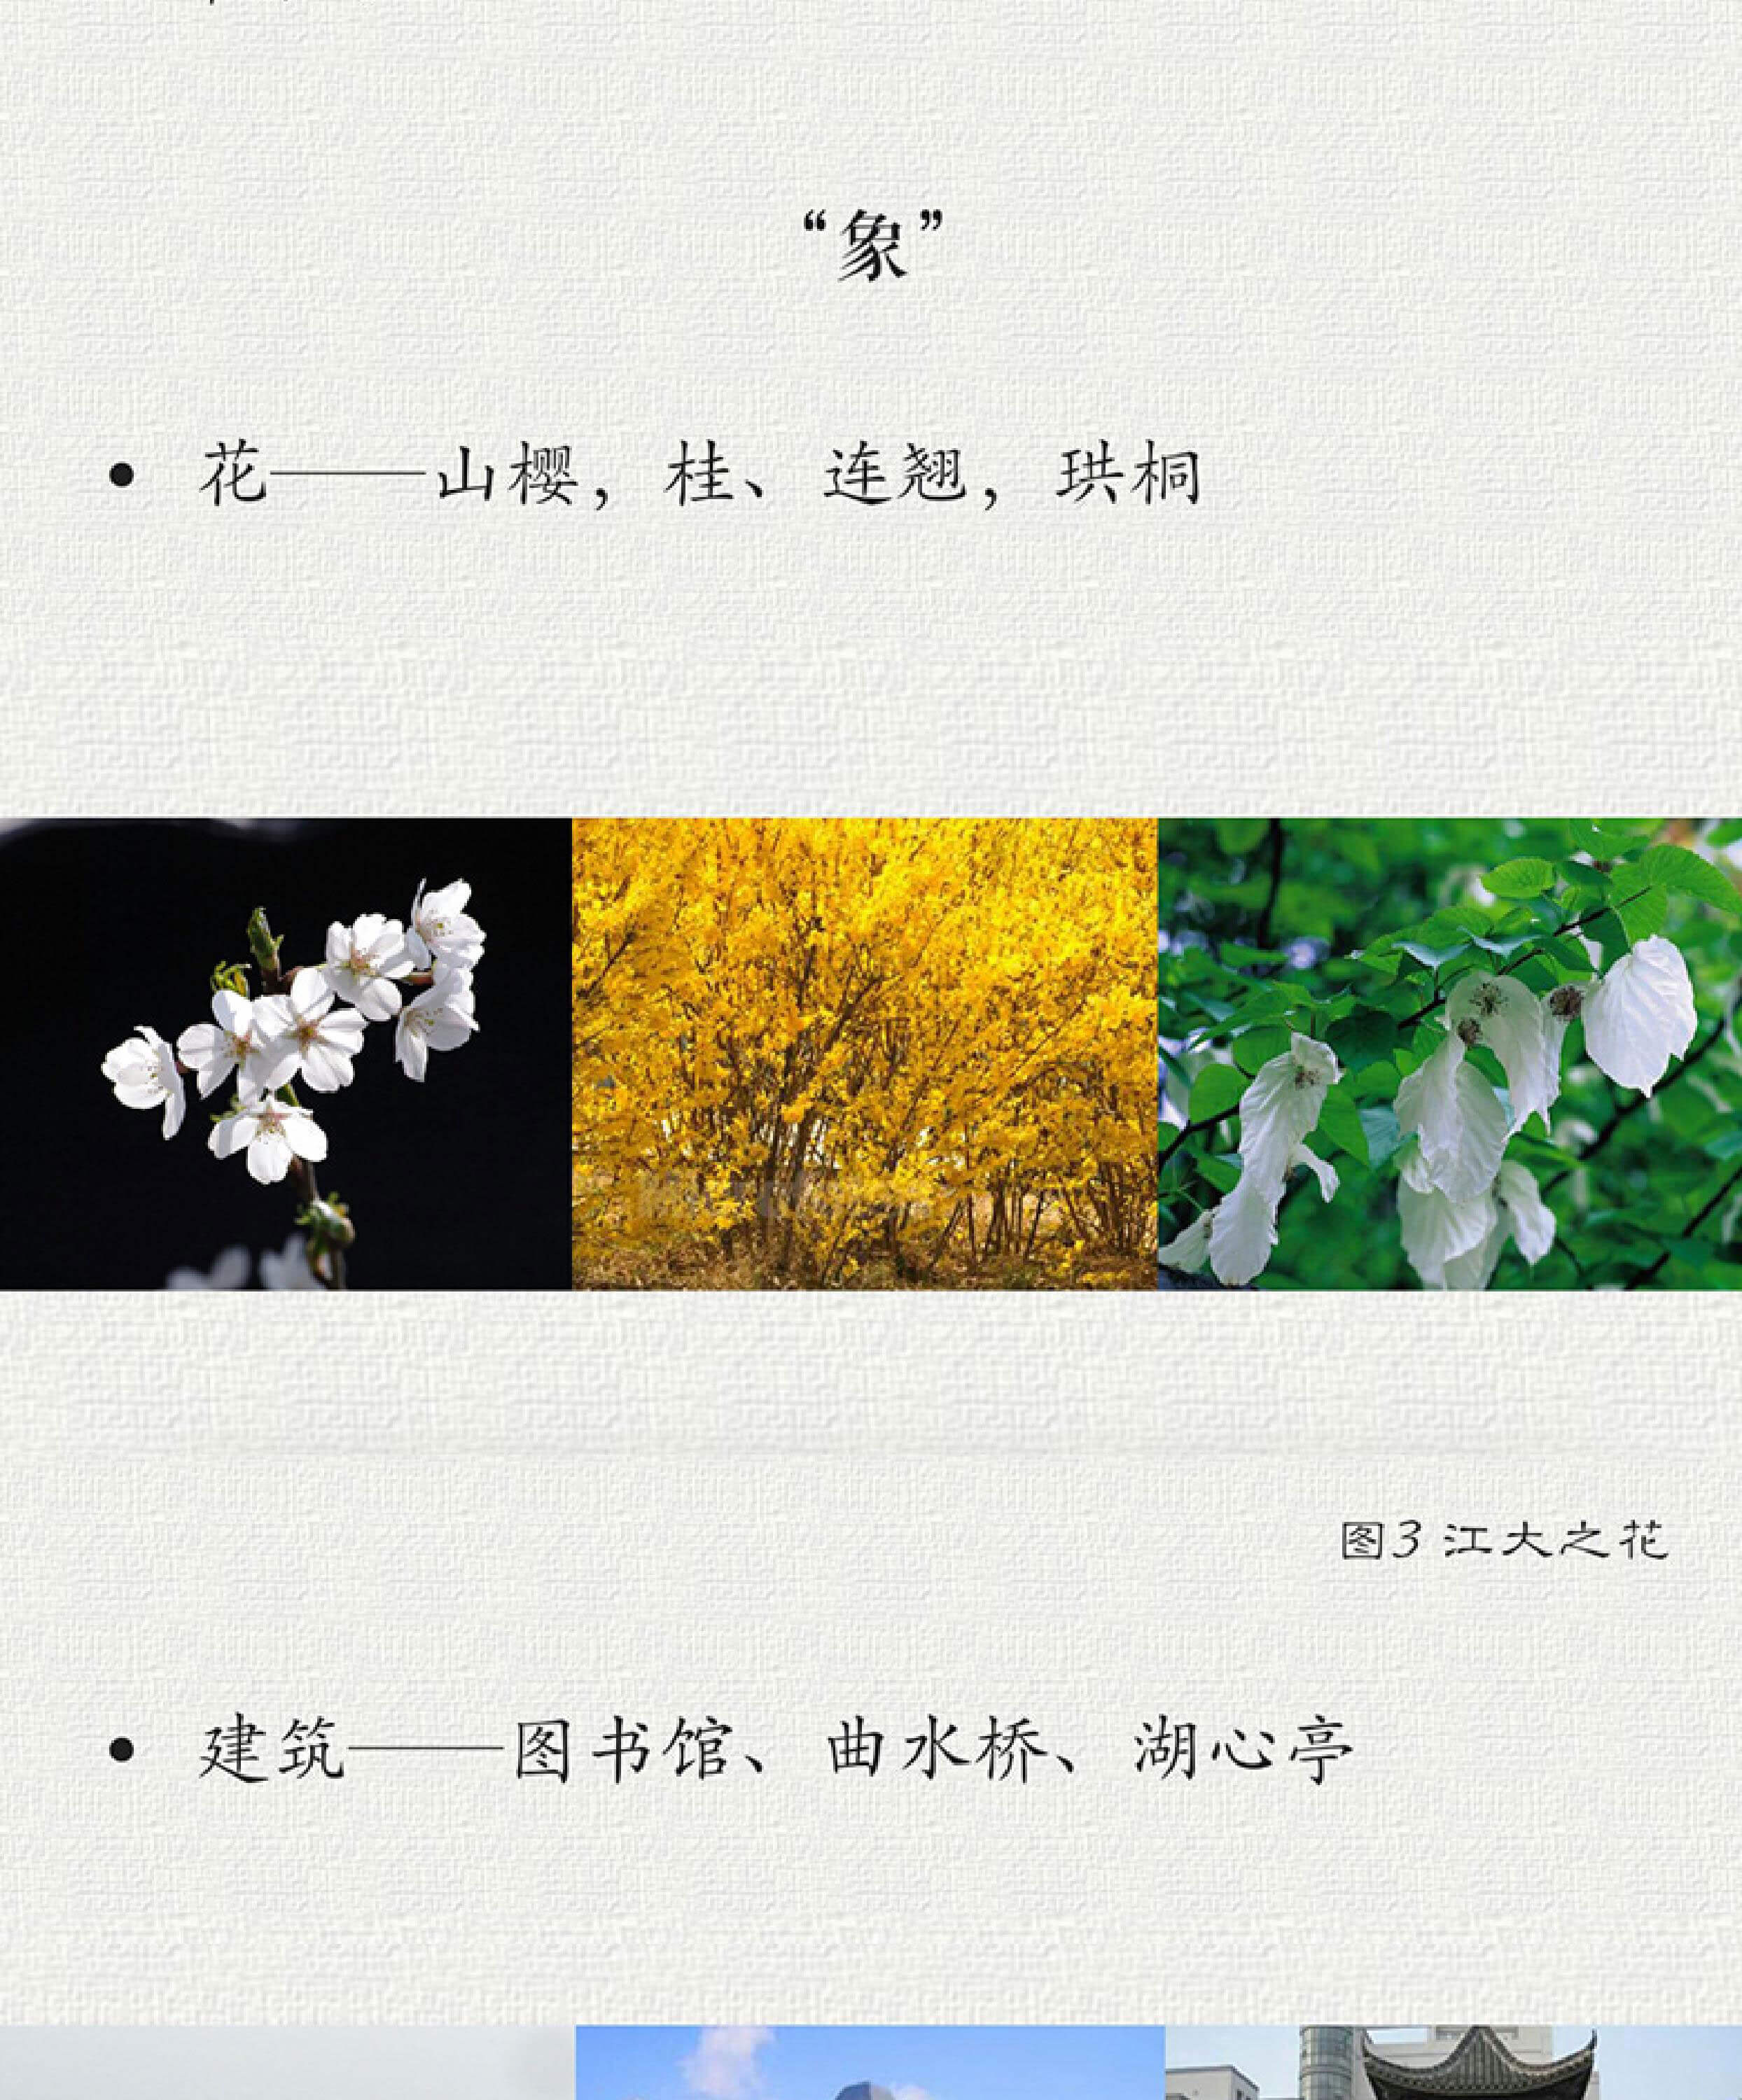 “象”
• 花——山樱，桂、连翘，珙桐
图3 江大之花
• 建筑——图书馆、曲水桥、湖心亭